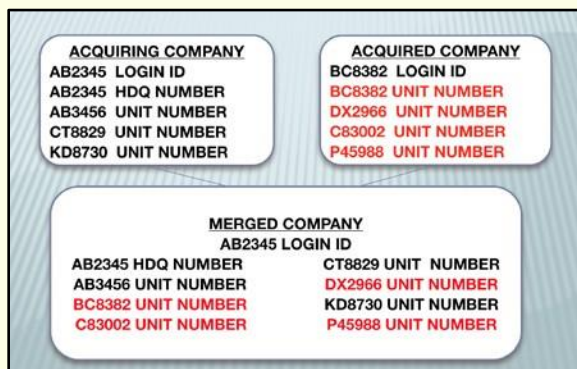 ACQUIRING COMPANY
AB2345 LOGIN ID
AB2345 HDQ NUMBER
AB3456 UNIT NUMBER
CT8829 UNIT NUMBER
KD8730 UNIT NUMBER
ACQUIRED COMPANY
BC8382 LOGIN ID
BC8382 UNIT NUMBER
DX2966 UNIT NUMBER
C83002 UNIT NUMBER
P45988 UNIT NUMBER
MERGED COMPANY
AB2345 LOGIN ID
AB2345 HDQ NUMBER
AB3456 UNIT NUMBER
BC8382 UNIT NUMBER
C83002 UNIT NUMBER
CT8829 UNIT NUMBER
DX2966 UNIT NUMBER
KD8730 UNIT NUMBER
P45988 UNIT NUMBER